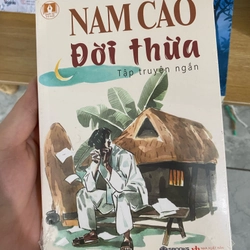 NAM CAO
Đời thừa
Tập truyện ngắn